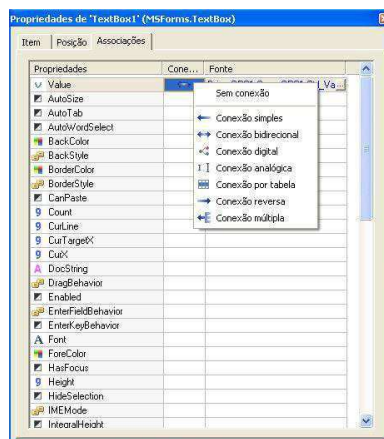 Propriedades de 'TextBox1' (MSForms.TextBox)
Item Posição Associações
Propriedades Cone... Fonte
Value
AutoSize
AutoTab
AutoWordSelect
BackColor
BackStyle
BorderColor
BorderStyle
CanPaste
Count
CurLine
CurTargetX
CurX
DocString
DragBehavior
Enabled
EnterFieldBehavior
EnterKeyBehavior
Font
ForeColor
HasFocus
Height
HideSelection
IMEMode
IntegralHeight
Sem conexão
Conexão simples
Conexão bidirecional
Conexão digital
Conexão analógica
Conexão por tabela
Conexão reversa
Conexão múltipla